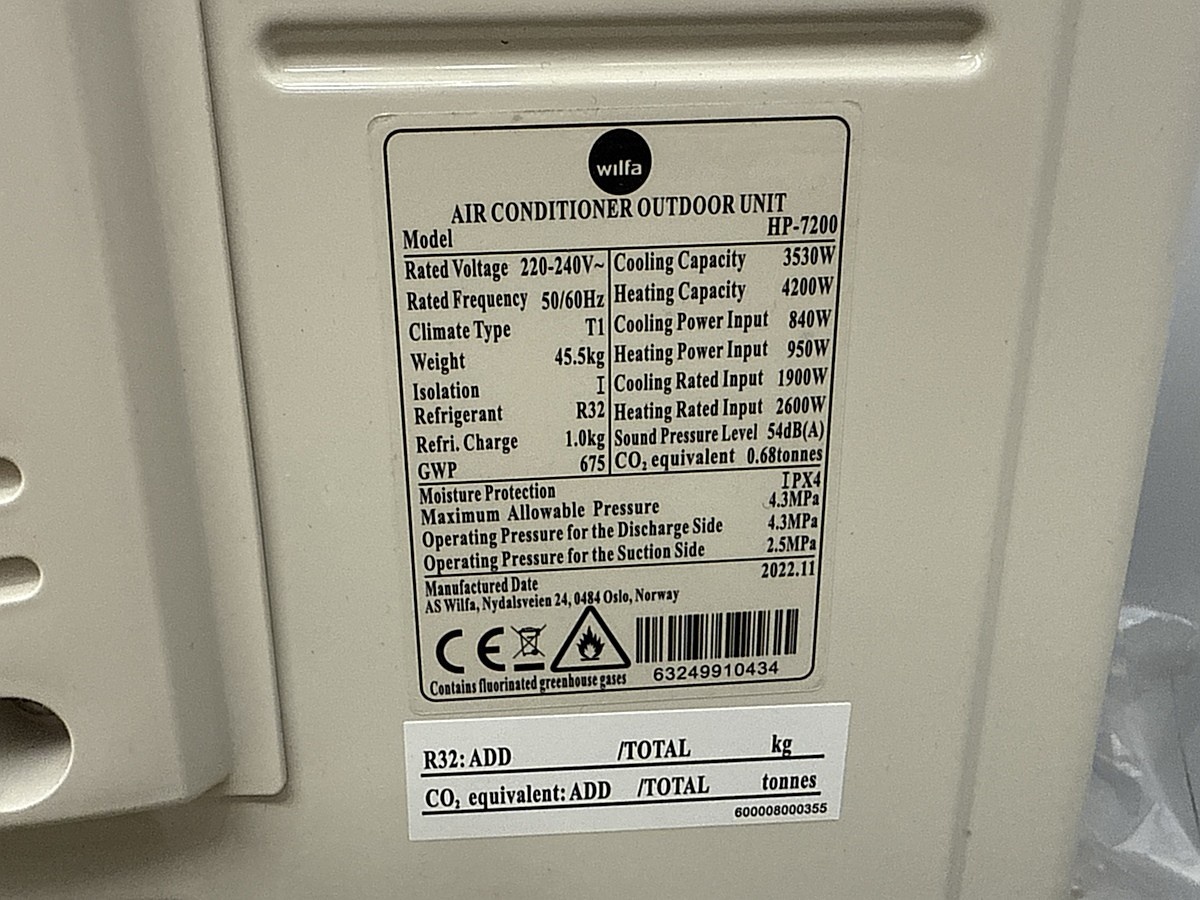 wılfa
AIR CONDITIONER OUTDOOR UNIT
Model HP-7200
Rated Voltage 220-240V~ Cooling Capacity 3530W
Rated Frequency 50/60Hz Heating Capacity 4200W
Climate Type T1 Cooling Power Input 840W
Weight 45.5kg Heating Power Input 950W
Isolation I Cooling Rated Input 1900W
Refrigerant R32 Heating Rated Input 2600W
Refri. Charge 1.0kg Sound Pressure Level 54dB(A)
GWP 675 CO₂ equivalent 0.68tonnes
Moisture Protection IPX4
Maximum Allowable Pressure 4.3MPa
Operating Pressure for the Discharge Side 4.3MPa
Operating Pressure for the Suction Side 2.5MPa
Manufactured Date 2022.11
AS Wilfa, Nydalsveien 24, 0484 Oslo, Norway
CE
63249910434
Contains fluorinated greenhouse gases
R32: ADD /TOTAL kg
CO₂ equivalent: ADD /TOTAL tonnes
600008000355